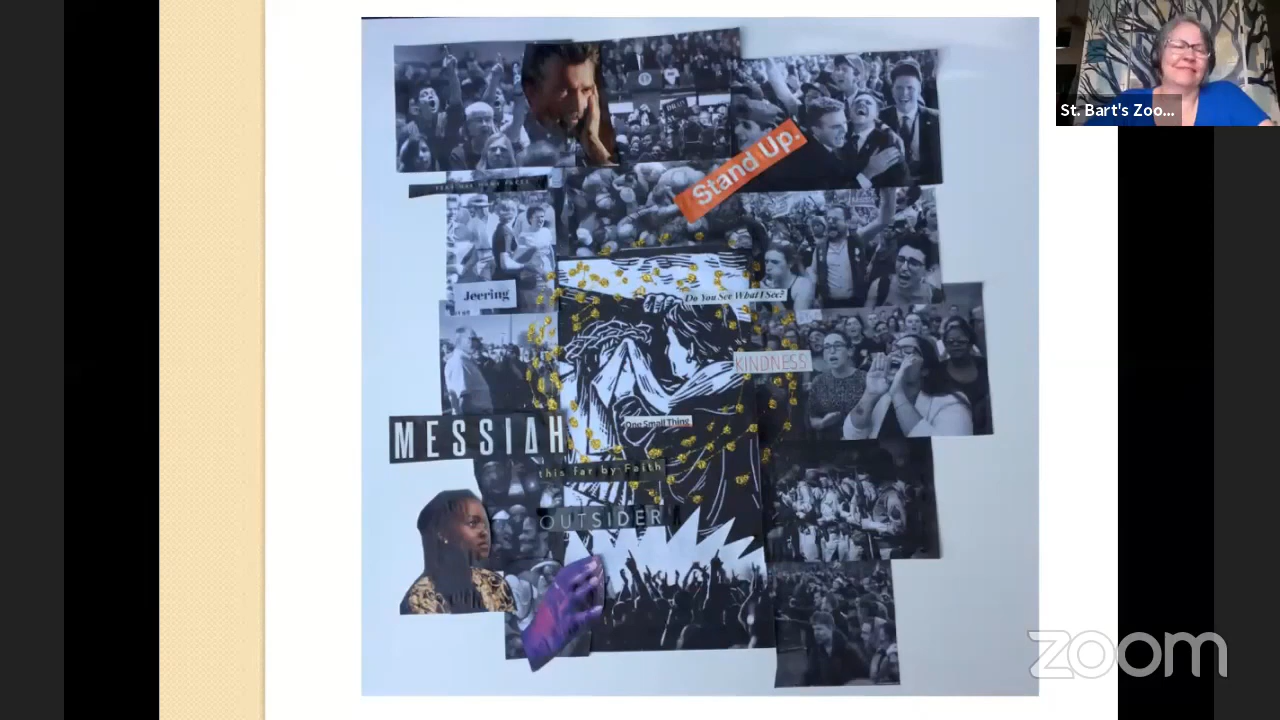 St. Bart's Zoo...
Stand Up.
Jeering
Do You See What I See?
KINDNESS
MESSIAH
One Small Thing
this far by Faith
OUTSIDER
zoom